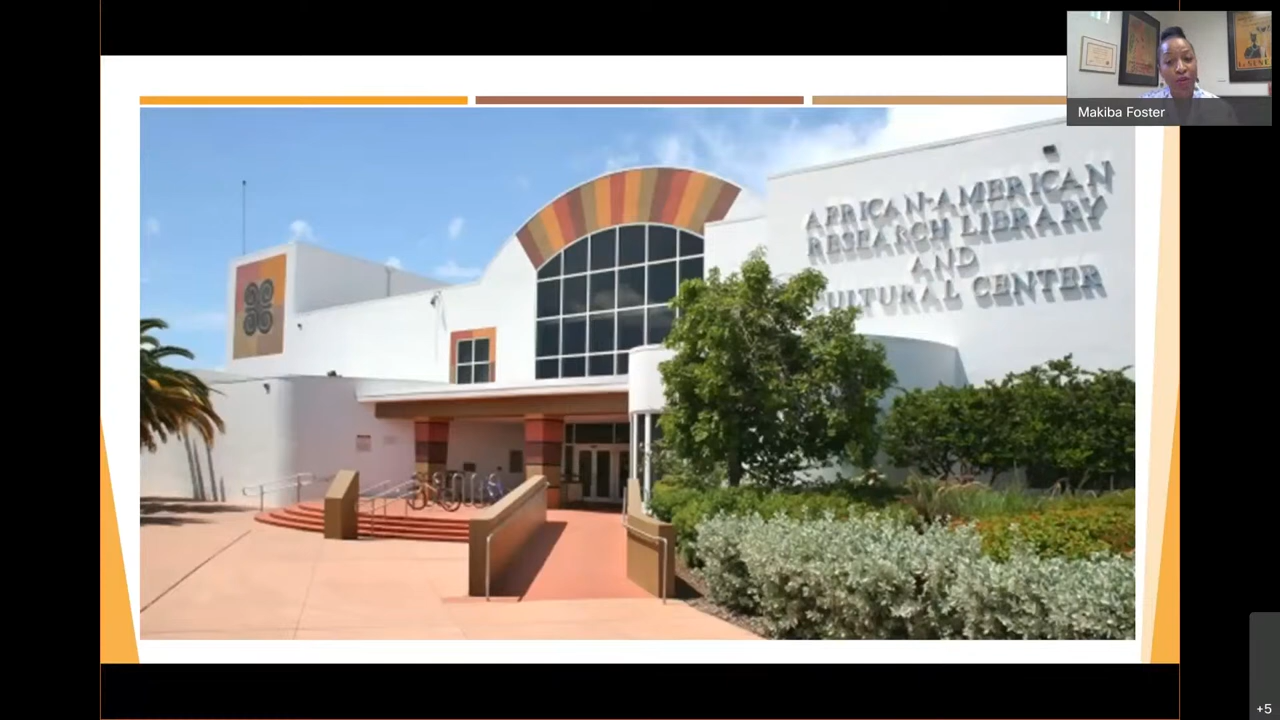 Makiba Foster
AFRICAN-AMERICAN
RESEARCH LIBRARY
AND
CULTURAL CENTER
+5